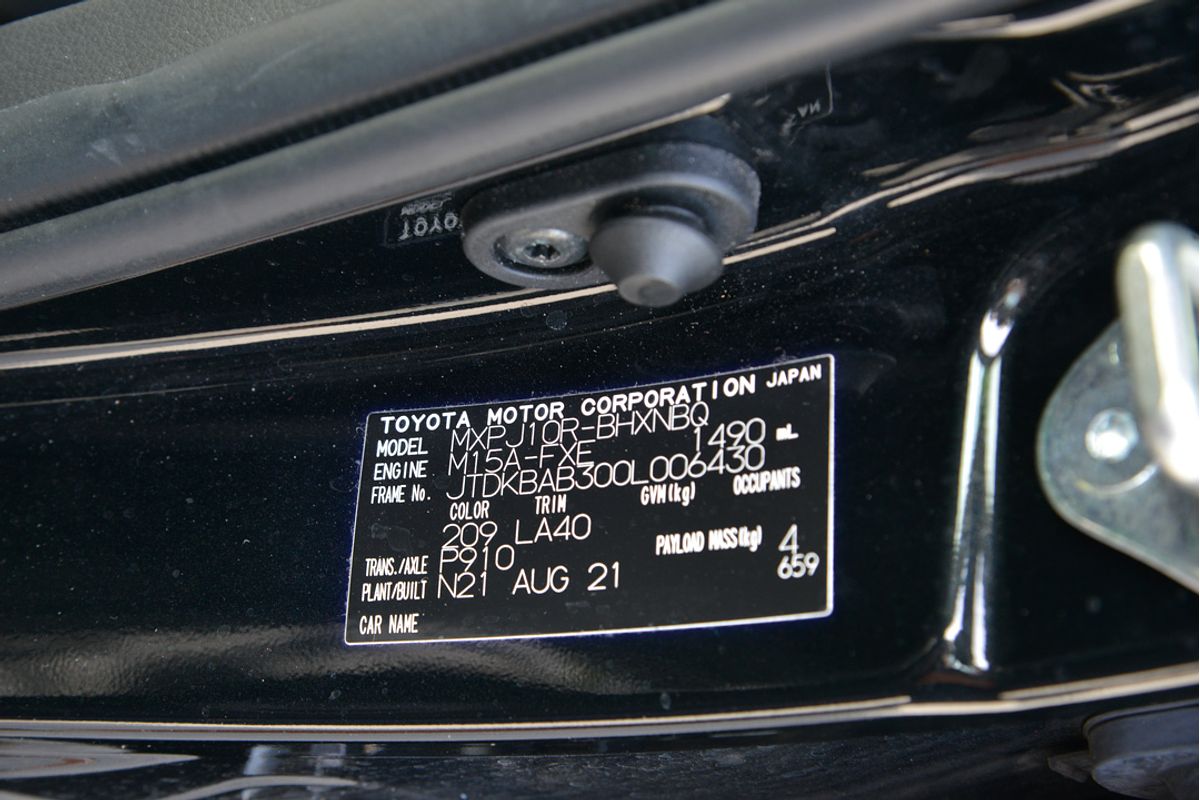 TOYOTA MOTOR CORPORATION JAPAN
MODEL MXPJ10R-BHXNBQ
ENGINE M15A-FXE 1490 mL
FRAME No. JTDKBAB300L006430
COLOR TRIM GVM(kg) OCCUPANTS
209 LA40 4
TRANS./AXLE P910 PAYLOAD MASS(kg) 659
PLANT/BUILT N21 AUG 21
CAR NAME